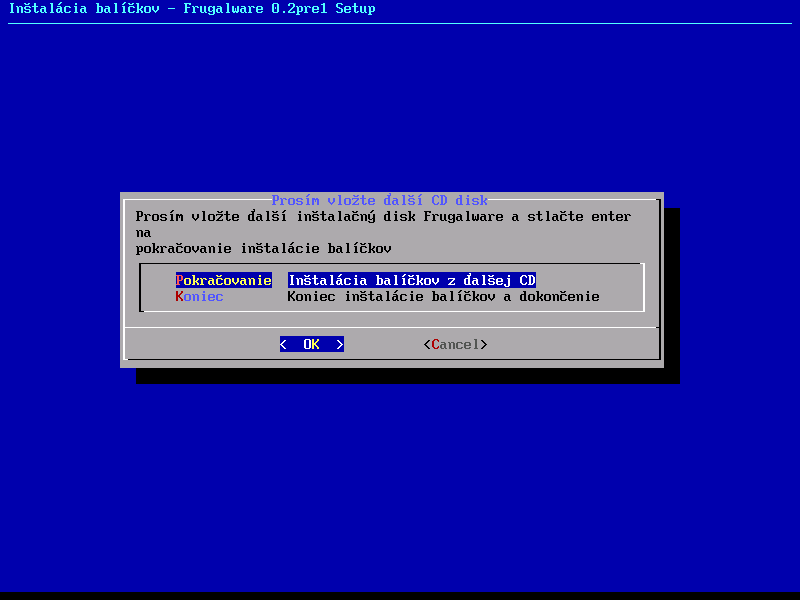 Inštalácia balíčkov - Frugalware 0.2pre1 Setup
Prosím vložte ďalší CD disk
Prosím vložte ďalší inštalačný disk Frugalware a stlačte enter
na
pokračovanie inštalácie balíčkov
Pokračovanie Inštalácia balíčkov z ďalšej CD
Koniec Koniec inštalácie balíčkov a dokončenie
< OK > <Cancel>